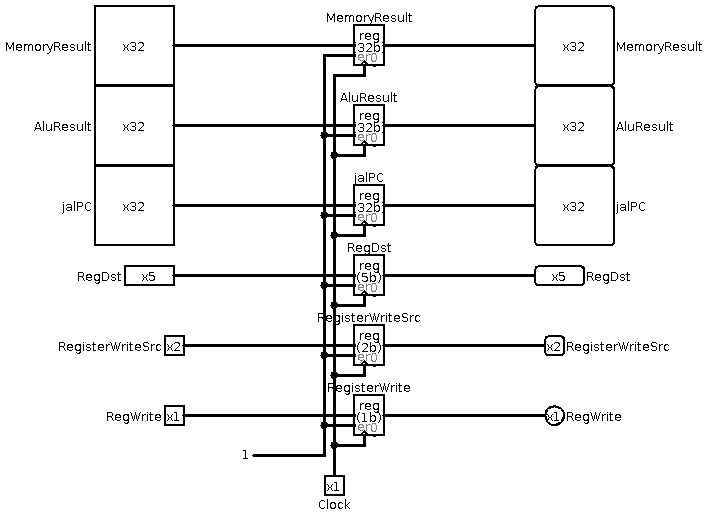 MemoryResult
MemoryResult x32 reg x32 MemoryResult
(32b)
en0
AluResult
AluResult x32 reg x32 AluResult
(32b)
en0
jalPC
jalPC x32 reg x32 jalPC
(32b)
en0
RegDst
RegDst x5 reg x5 RegDst
(5b)
en0
RegisterWriteSrc
RegisterWriteSrc x2 reg x2 RegisterWriteSrc
(2b)
en0
RegisterWrite
RegWrite x1 reg x1 RegWrite
(1b)
en0
1
x1
Clock